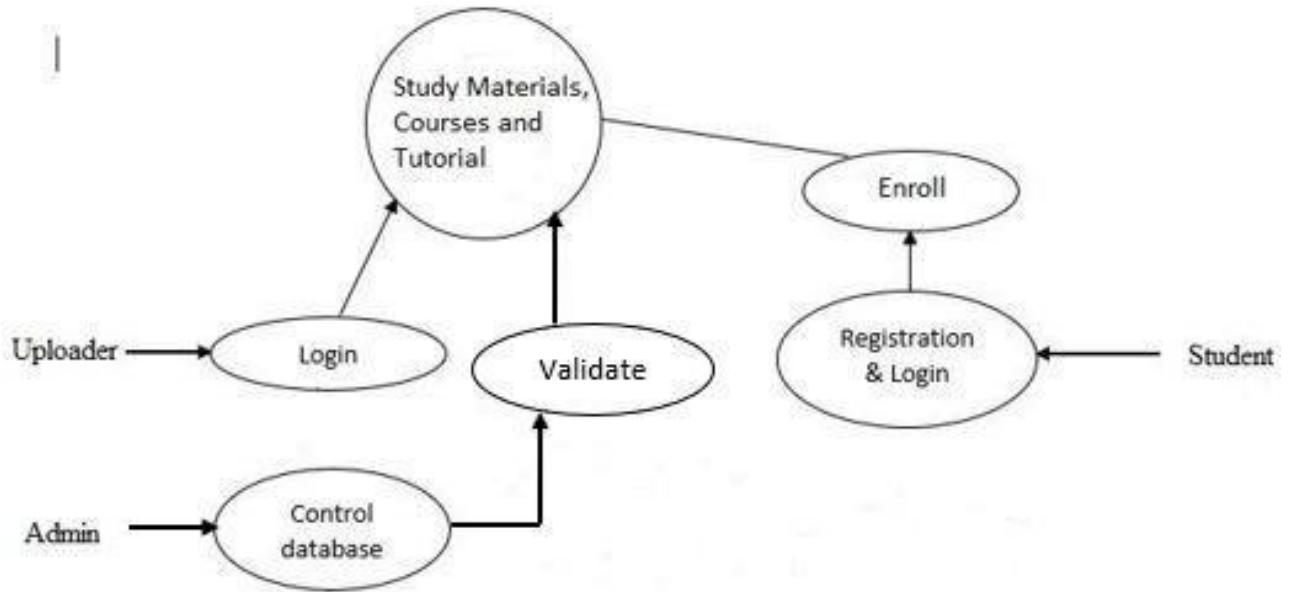 Study Materials,
Courses and
Tutorial
Enroll
Uploader
Login
Validate
Registration
& Login
Student
Admin
Control
database